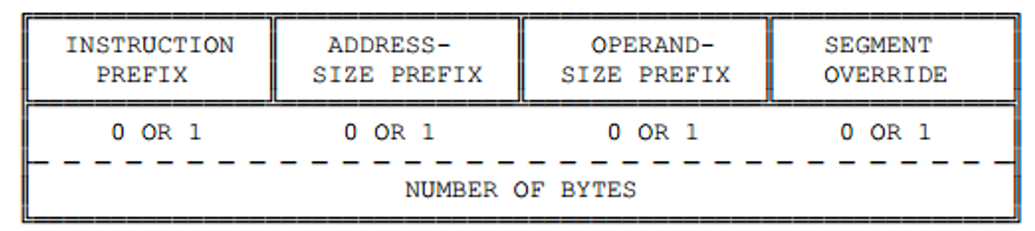 INSTRUCTION ADDRESS- OPERAND- SEGMENT
PREFIX SIZE PREFIX SIZE PREFIX OVERRIDE
0 OR 1 0 OR 1 0 OR 1 0 OR 1
NUMBER OF BYTES